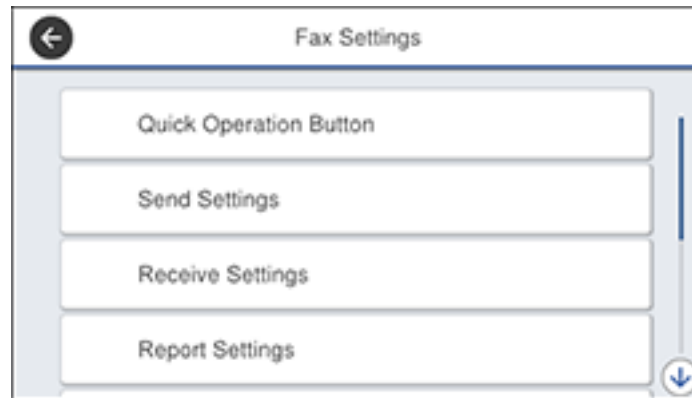 Fax Settings
Quick Operation Button
Send Settings
Receive Settings
Report Settings